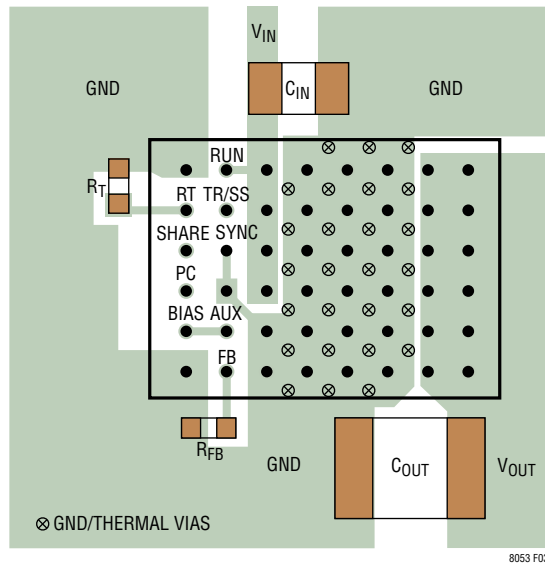 VIN
GND
CIN
GND
RUN
RT
RT TR/SS
SHARE SYNC
PC
BIAS AUX
FB
RFB
GND
COUT
VOUT
⊗ GND/THERMAL VIAS
8053 F03